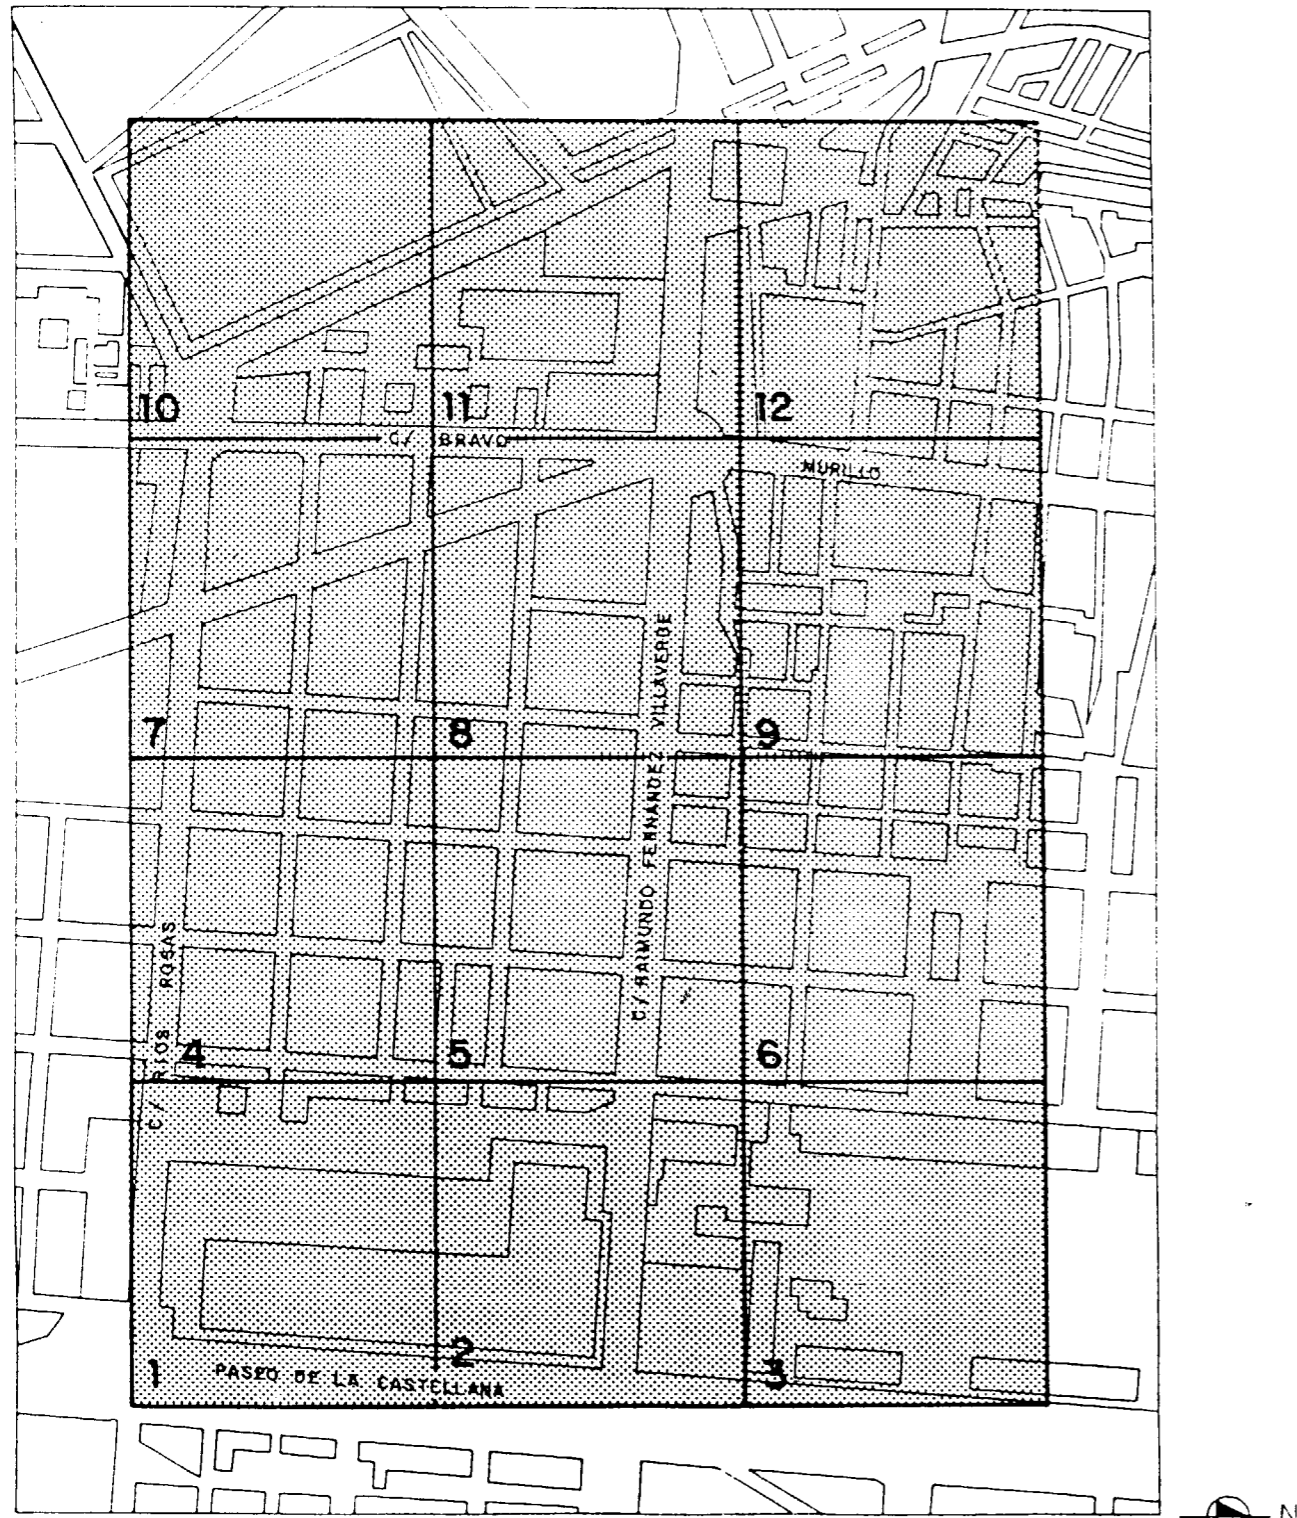 10
11
12
C/ BRAVO MURILLO
7
8
9
C/ RAIMUNDO FERNANDEZ VILLAVERDE
C/ RIOS ROSAS
4
5
6
1
2
3
PASEO DE LA CASTELLANA
N